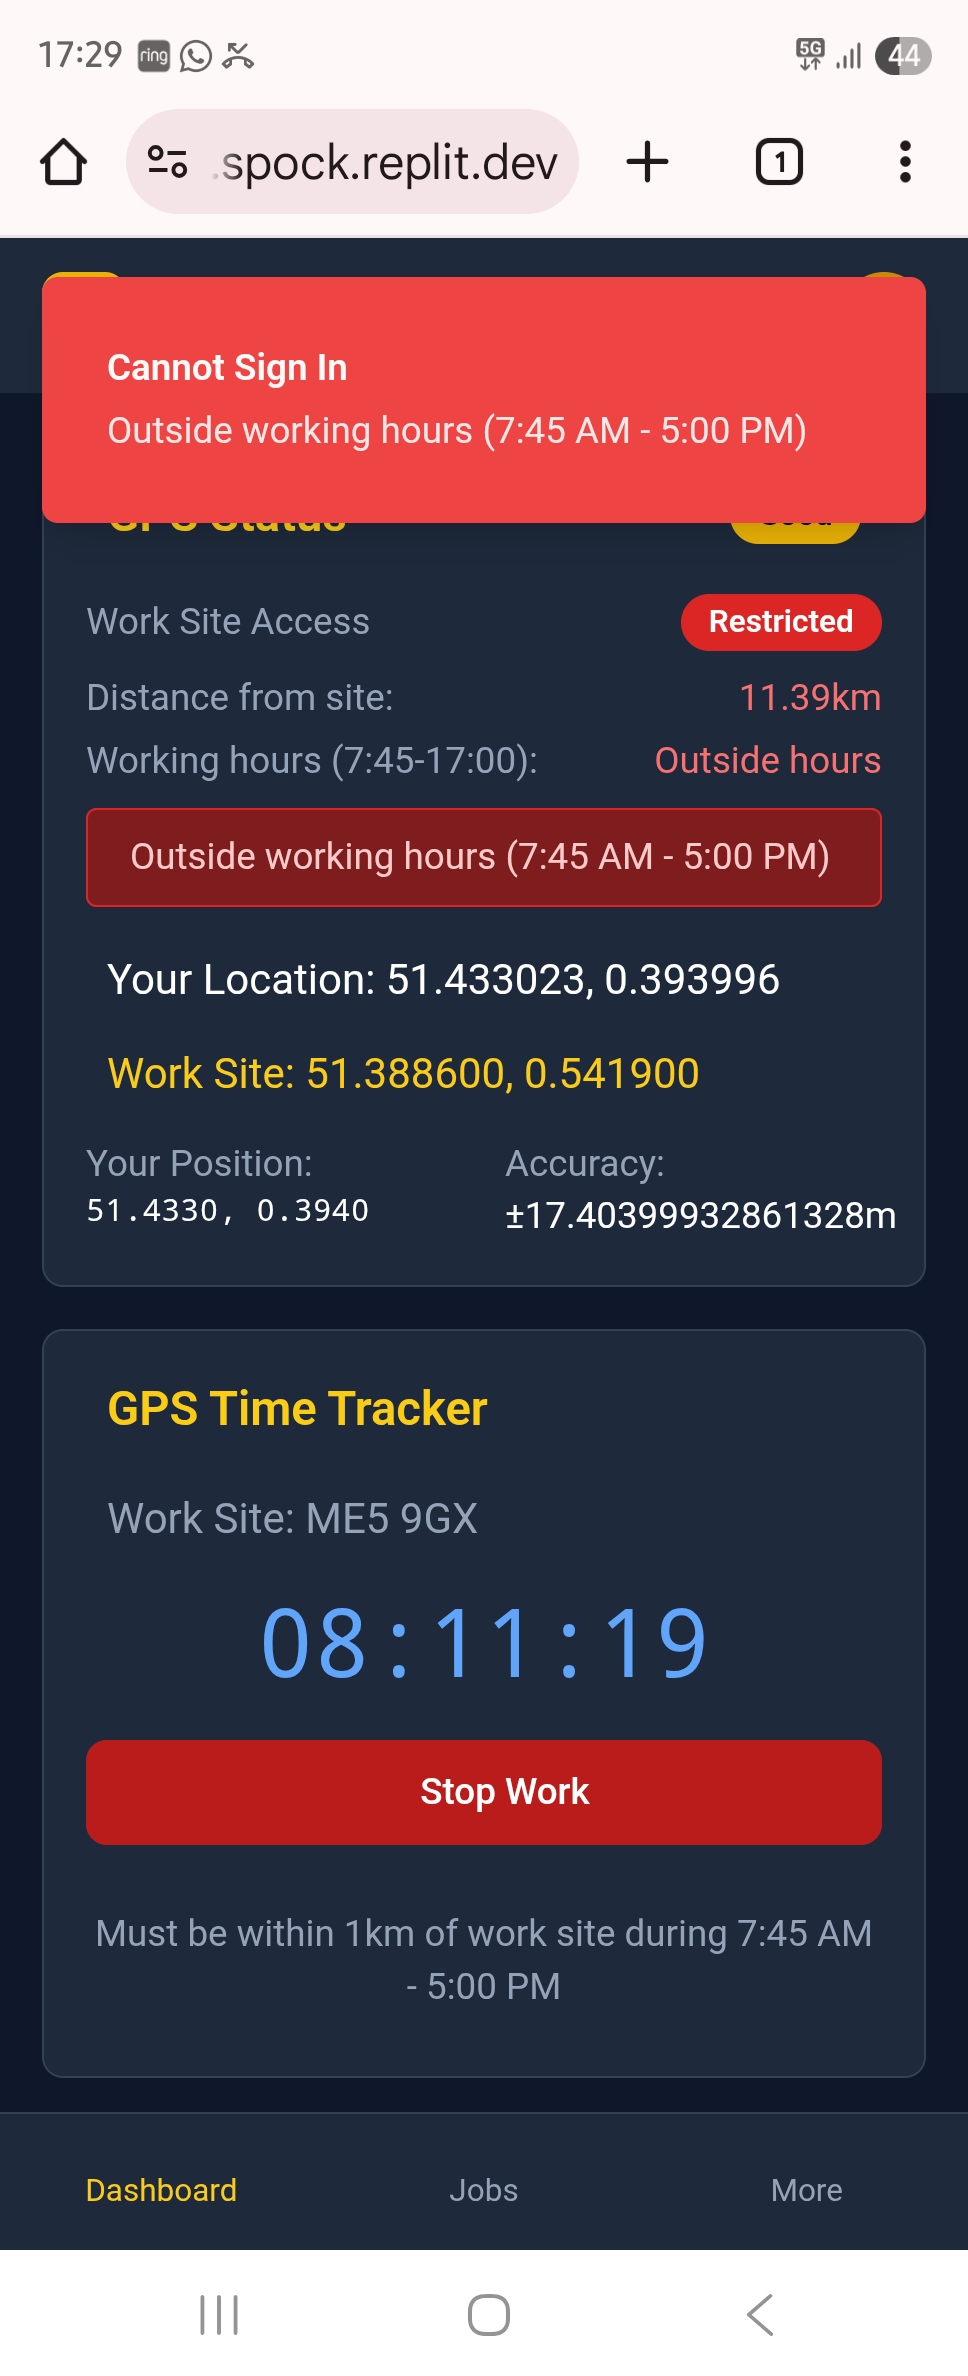 17:29 ring 5G 44
.spock.replit.dev 1
Cannot Sign In
Outside working hours (7:45 AM - 5:00 PM)
GPS Status Good
Work Site Access Restricted
Distance from site: 11.39km
Working hours (7:45-17:00): Outside hours
Outside working hours (7:45 AM - 5:00 PM)
Your Location: 51.433023, 0.393996
Work Site: 51.388600, 0.541900
Your Position: Accuracy:
51.4330, 0.3940 ±17.40399932861328m
GPS Time Tracker
Work Site: ME5 9GX
08:11:19
Stop Work
Must be within 1km of work site during 7:45 AM
- 5:00 PM
Dashboard Jobs More